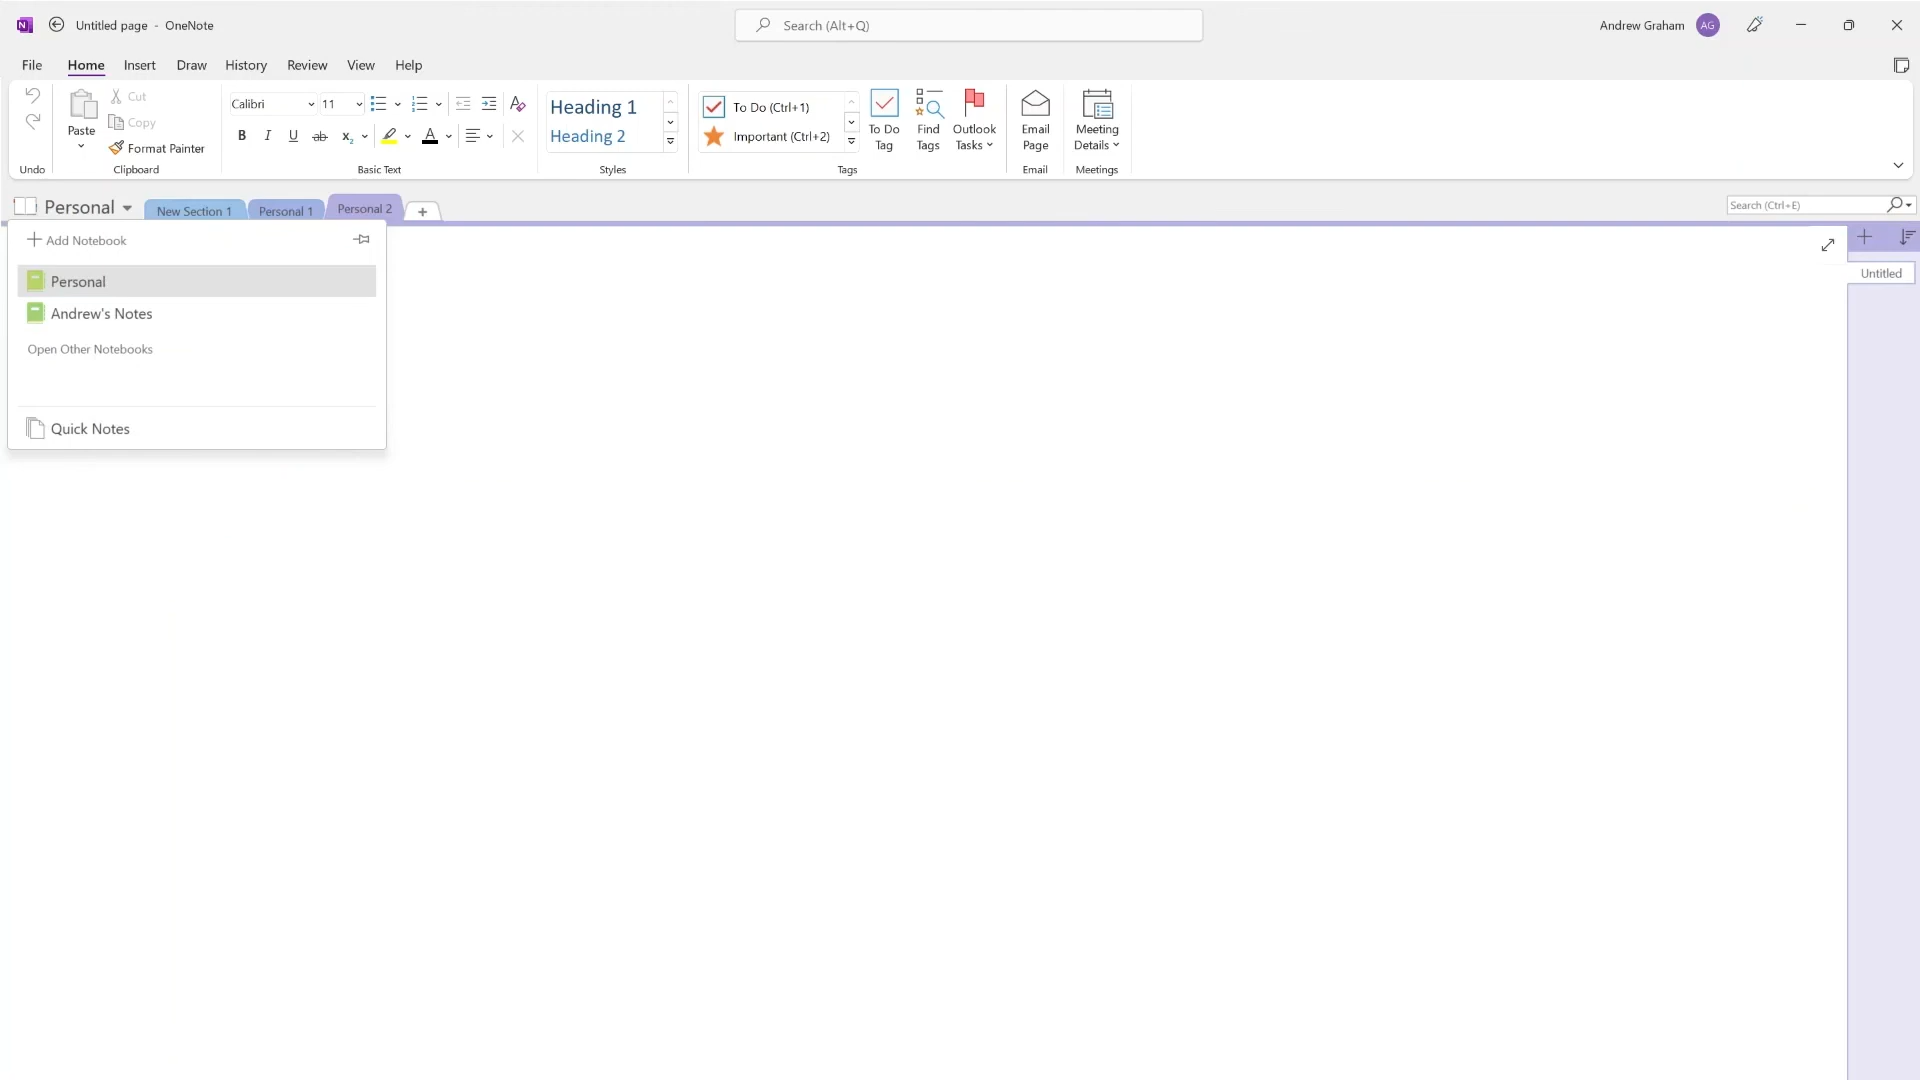 Untitled page - OneNote
Search (Alt+Q)
Andrew Graham AG
File Home Insert Draw History Review View Help
Paste
Cut
Copy
Format Painter
Calibri 11
B I U ab x₂ A
Heading 1
Heading 2
To Do (Ctrl+1)
Important (Ctrl+2)
To Do
Tag
Find
Tags
Outlook
Tasks
Email
Page
Meeting
Details
Undo Clipboard Basic Text Styles Tags Email Meetings
Personal New Section 1 Personal 1 Personal 2
Search (Ctrl+E)
Add Notebook
Untitled
Personal
Andrew's Notes
Open Other Notebooks
Quick Notes